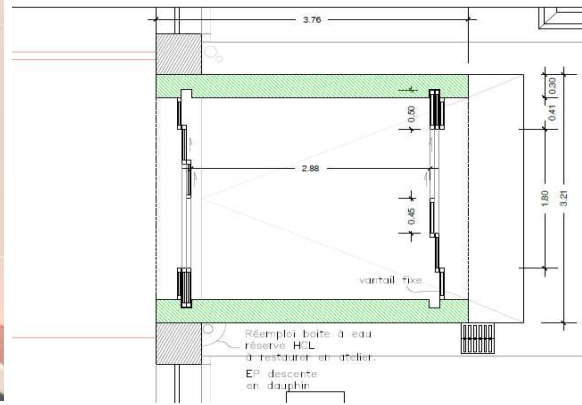 3.76
0.30
0.41
0.50
2.88
1.80
3.21
0.45
vantail fixe
Réemploi boite à eau
réserve HCL
à restaurer en atelier.
EP descente
en dauphin